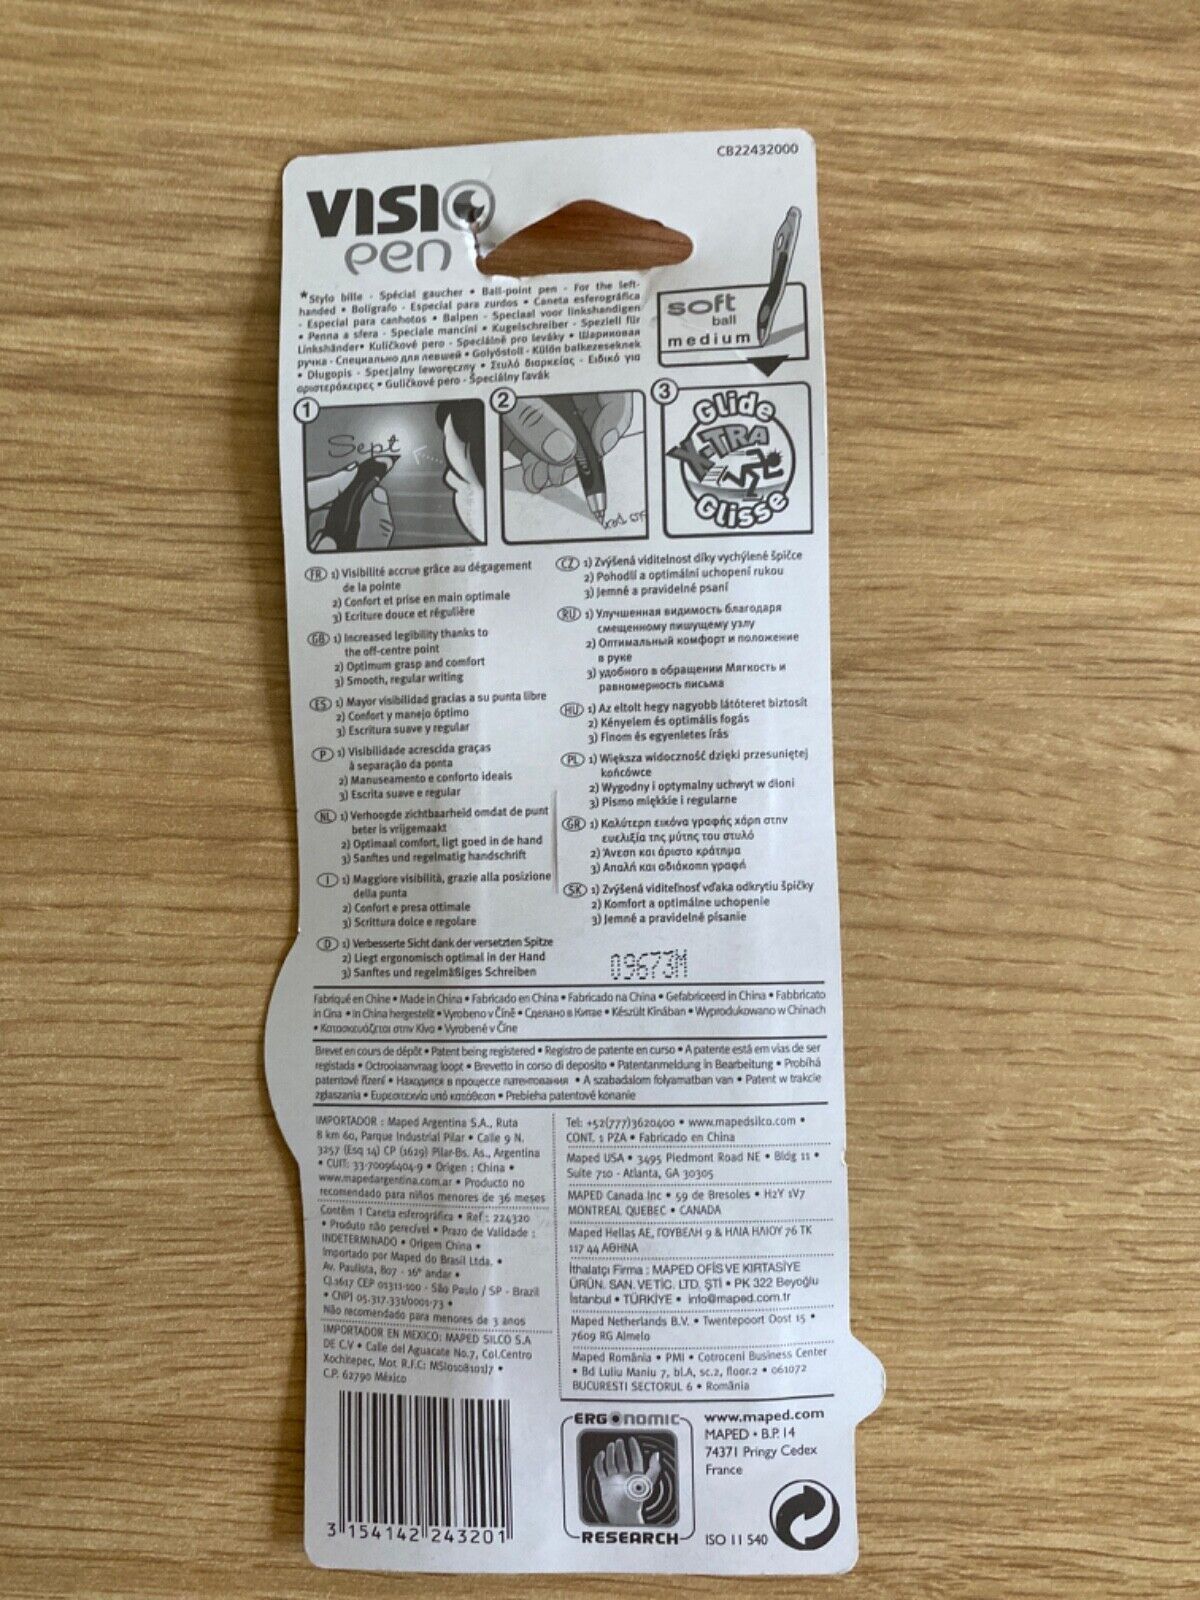 CB22432000
VISIO
pen
*Stylo bille - Spécial gaucher • Ball-point pen - For the left-
handed • Bolígrafo - Especial para zurdos • Caneta esferográfica
- Especial para canhotos • Balpen - Speciaal voor linkshandigen
• Penna a sfera - Speciale mancini • Kugelschreiber - Speziell für
Linkshänder• Kuličkové pero - Speciálně pro leváky • Шариковая
ручка - Специально для левшей • Golyóstoll - Külön balkezeseknek
• Długopis - Specjalny leworęczny • Στυλό διαρκείας - Ειδικό για
αριστερόχειρες • Guličkové pero - Špeciálny ľavák
soft
ball
medium
1
Sept
2
3
Glide
X-TRA
Glisse
FR 1) Visibilité accrue grâce au dégagement
de la pointe
2) Confort et prise en main optimale
3) Ecriture douce et régulière
GB 1) Increased legibility thanks to
the off-centre point
2) Optimum grasp and comfort
3) Smooth, regular writing
ES 1) Mayor visibilidad gracias a su punta libre
2) Confort y manejo óptimo
3) Escritura suave y regular
P 1) Visibilidade acrescida graças
à separação da ponta
2) Manuseamento e conforto ideais
3) Escrita suave e regular
NL 1) Verhoogde zichtbaarheid omdat de punt
beter is vrijgemaakt
2) Optimaal comfort, ligt goed in de hand
3) Sanftes und regelmatig handschrift
I 1) Maggiore visibilità, grazie alla posizione
della punta
2) Confort e presa ottimale
3) Scrittura dolce e regolare
D 1) Verbesserte Sicht dank der versetzten Spitze
2) Liegt ergonomisch optimal in der Hand
3) Sanftes und regelmäßiges Schreiben
CZ 1) Zvýšená viditelnost díky vychýlené špičce
2) Pohodlí a optimální uchopení rukou
3) Jemné a pravidelné psaní
RU 1) Улучшенная видимость благодаря
смещенному пишущему узлу
2) Оптимальный комфорт и положение
в руке
3) удобного в обращении Мягкость и
равномерность письма
HU 1) Az eltolt hegy nagyobb látóteret biztosít
2) Kényelem és optimális fogás
3) Finom és egyenletes írás
PL 1) Większa widoczność dzięki przesuniętej
końcówce
2) Wygodny i optymalny uchwyt w dłoni
3) Pismo miękkie i regularne
GR 1) Καλύτερη εικόνα γραφής χάρη στην
ευελιξία της μύτης του στυλό
2) Άνεση και άριστο κράτημα
3) Απαλή και αδιάκοπη γραφή
SK 1) Zvýšená viditeľnosť vďaka odkrytiu špičky
2) Komfort a optimálne uchopenie
3) Jemné a pravidelné písanie
09673M
Fabriqué en Chine • Made in China • Fabricado en China • Fabricado na China • Gefabriceerd in China • Fabbricato
in Cina • in China hergestellt • Vyrobeno v Číně • Сделано в Китае • Készült Kínában • Wyprodukowano w Chinach
• Κατασκευάζεται στην Κίνα • Vyrobené v Číne
Brevet en cours de dépôt • Patent being registered • Registro de patente en curso • A patente está em vias de ser
registada • Octrooiaanvraag loopt • Brevetto in corso di deposito • Patentanmeldung in Bearbeitung • Probíhá
patentové řízení • Находится в процессе патентования • A szabadalom folyamatban van • Patent w trakcie
zgłaszania • Ευρεσιτεχνία υπό κατάθεση • Prebieha patentové konanie
IMPORTADOR : Maped Argentina S.A., Ruta
8 km 60, Parque Industrial Pilar • Calle 9 N.
3257 (Esq 14) CP (1629) Pilar-Bs. As., Argentina
• CUIT: 33-70096404-9 • Origen : China •
www.mapedargentina.com.ar • Producto no
recomendado para niños menores de 36 meses
Contém 1 Caneta esferográfica • Ref : 224320
• Produto não perecível • Prazo de Validade :
INDETERMINADO • Origem China •
Importado por Maped do Brasil Ltda. •
Av. Paulista, 807 - 16° andar •
Cj.1617 CEP 01311-100 - São Paulo / SP - Brazil
• CNPJ 05.317.331/0001-73 •
Não recomendado para menores de 3 anos
IMPORTADOR EN MEXICO: MAPED SILCO S.A
DE C.V • Calle del Aguacate No.7, Col.Centro
Xochitepec, Mor. R.F.C: MSI0108101J7 •
C.P. 62790 México
Tel: +52(777)3620400 • www.mapedsilco.com •
CONT. 1 PZA • Fabricado en China
Maped USA • 3495 Piedmont Road NE • Bldg 11 •
Suite 710 - Atlanta, GA 30305
MAPED Canada Inc • 59 de Bresoles • H2Y 1V7
MONTREAL QUEBEC • CANADA
Maped Hellas AE, ΓΟΥΒΕΛΗ 9 & ΗΛΙΑ ΗΛΙΟΥ 76 ΤΚ
117 44 ΑΘΗΝΑ
İthalatçı Firma : MAPED OFİS VE KIRTASİYE
ÜRÜN. SAN. VE TİC. LTD. ŞTİ • PK 322 Beyoğlu
İstanbul • TÜRKİYE • info@maped.com.tr
Maped Netherlands B.V. • Twentepoort Oost 15 •
7609 RG Almelo
Maped România • PMI • Cotroceni Business Center
• Bd Luliu Maniu 7, bl.A, sc.2, floor.2 • 061072
BUCURESTI SECTORUL 6 • România
3 154142 243201
ERGONOMIC
RESEARCH
www.maped.com
MAPED • B.P. 14
74371 Pringy Cedex
France
ISO 11 540